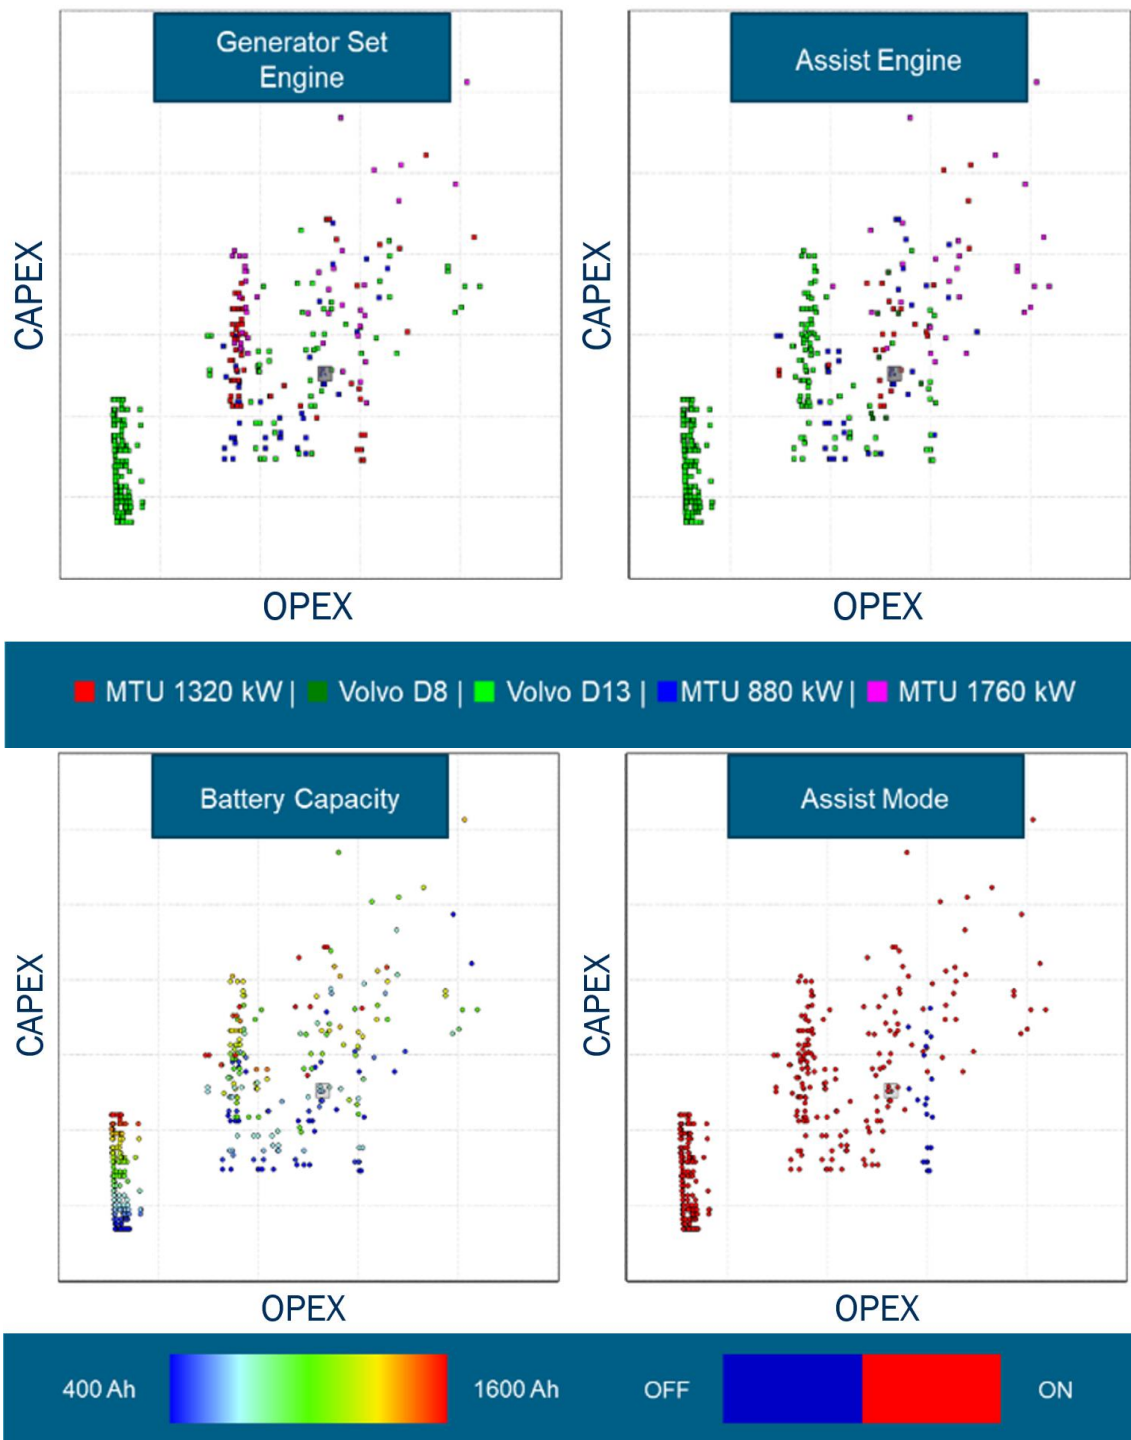 Generator Set
Engine
Assist Engine
CAPEX
CAPEX
OPEX
OPEX
MTU 1320 kW | Volvo D8 | Volvo D13 | MTU 880 kW | MTU 1760 kW
Battery Capacity
Assist Mode
CAPEX
CAPEX
OPEX
OPEX
400 Ah
1600 Ah
OFF
ON